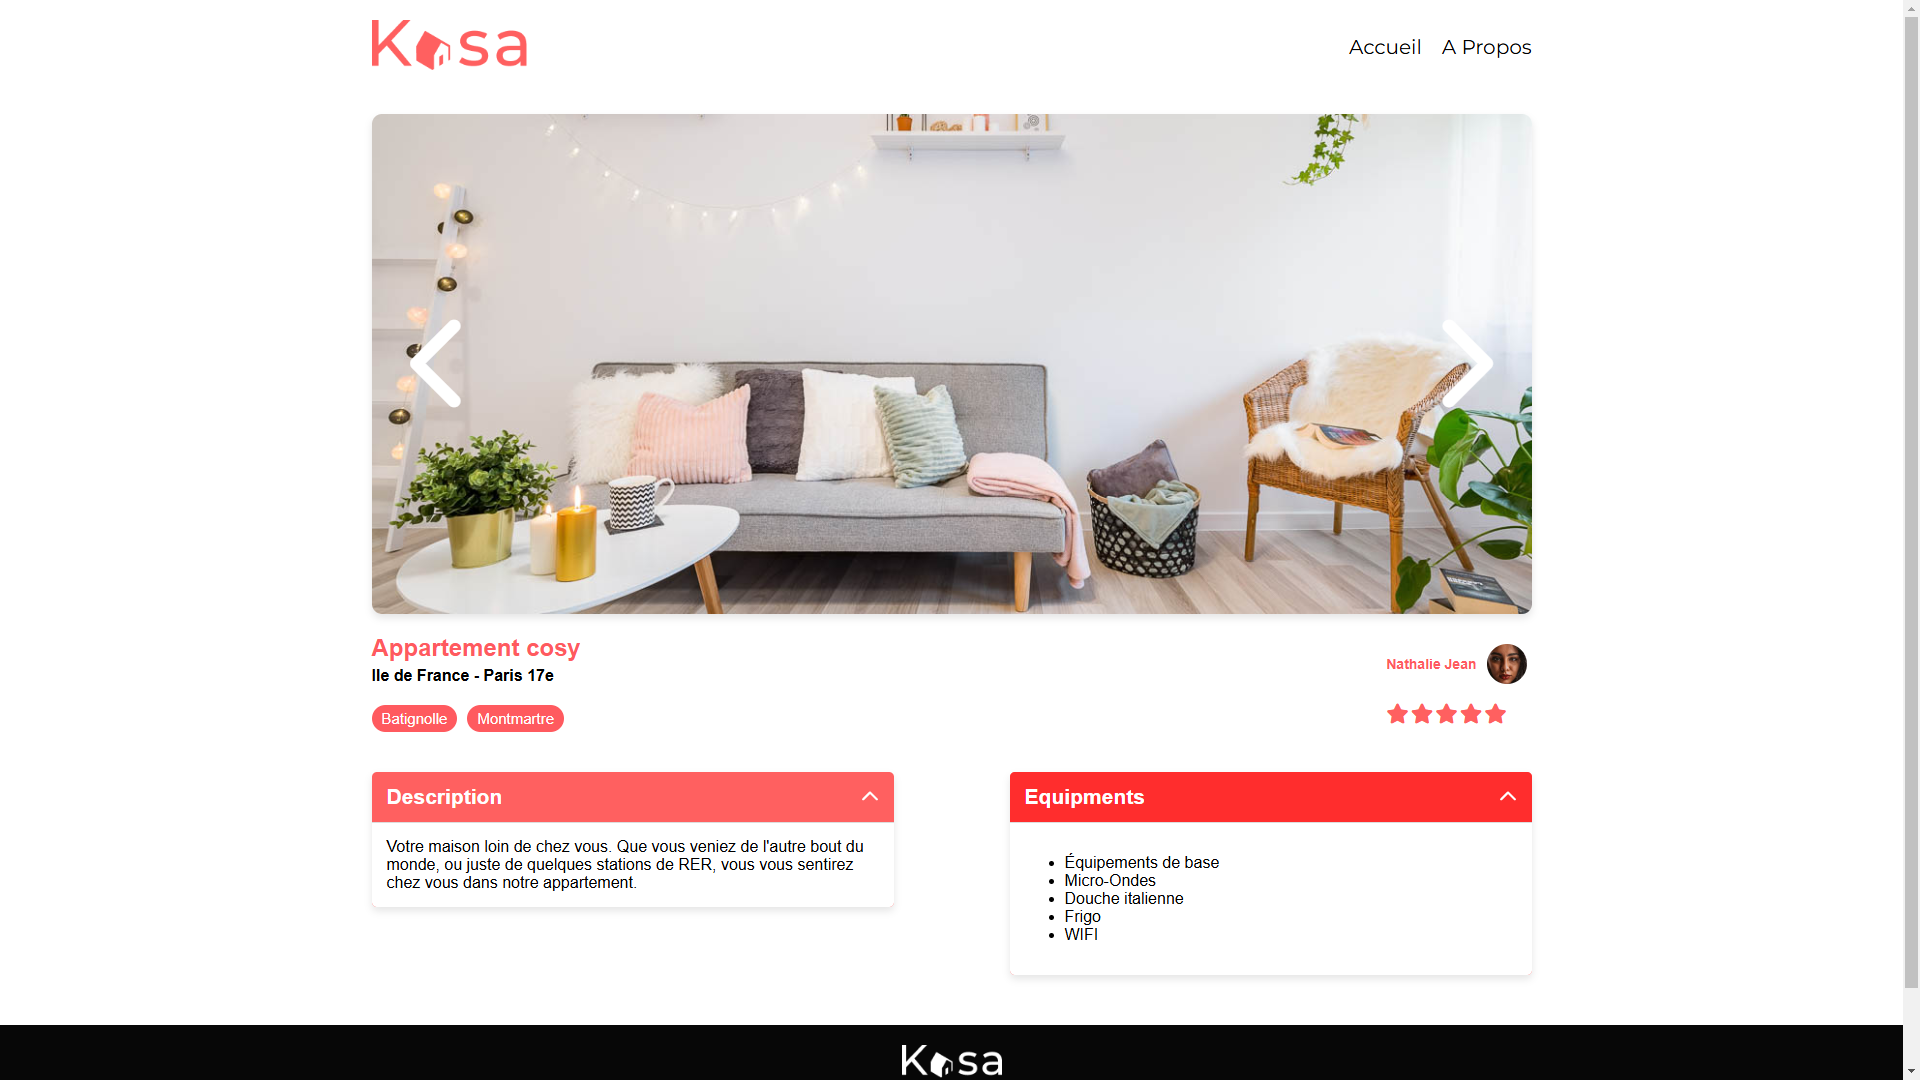 Kasa
Accueil A Propos
Appartement cosy
Ile de France - Paris 17e
Nathalie Jean
Batignolle Montmartre
Description
Votre maison loin de chez vous. Que vous veniez de l'autre bout du
monde, ou juste de quelques stations de RER, vous vous sentirez
chez vous dans notre appartement.
Equipments
Équipements de base
Micro-Ondes
Douche italienne
Frigo
WIFI
Kasa